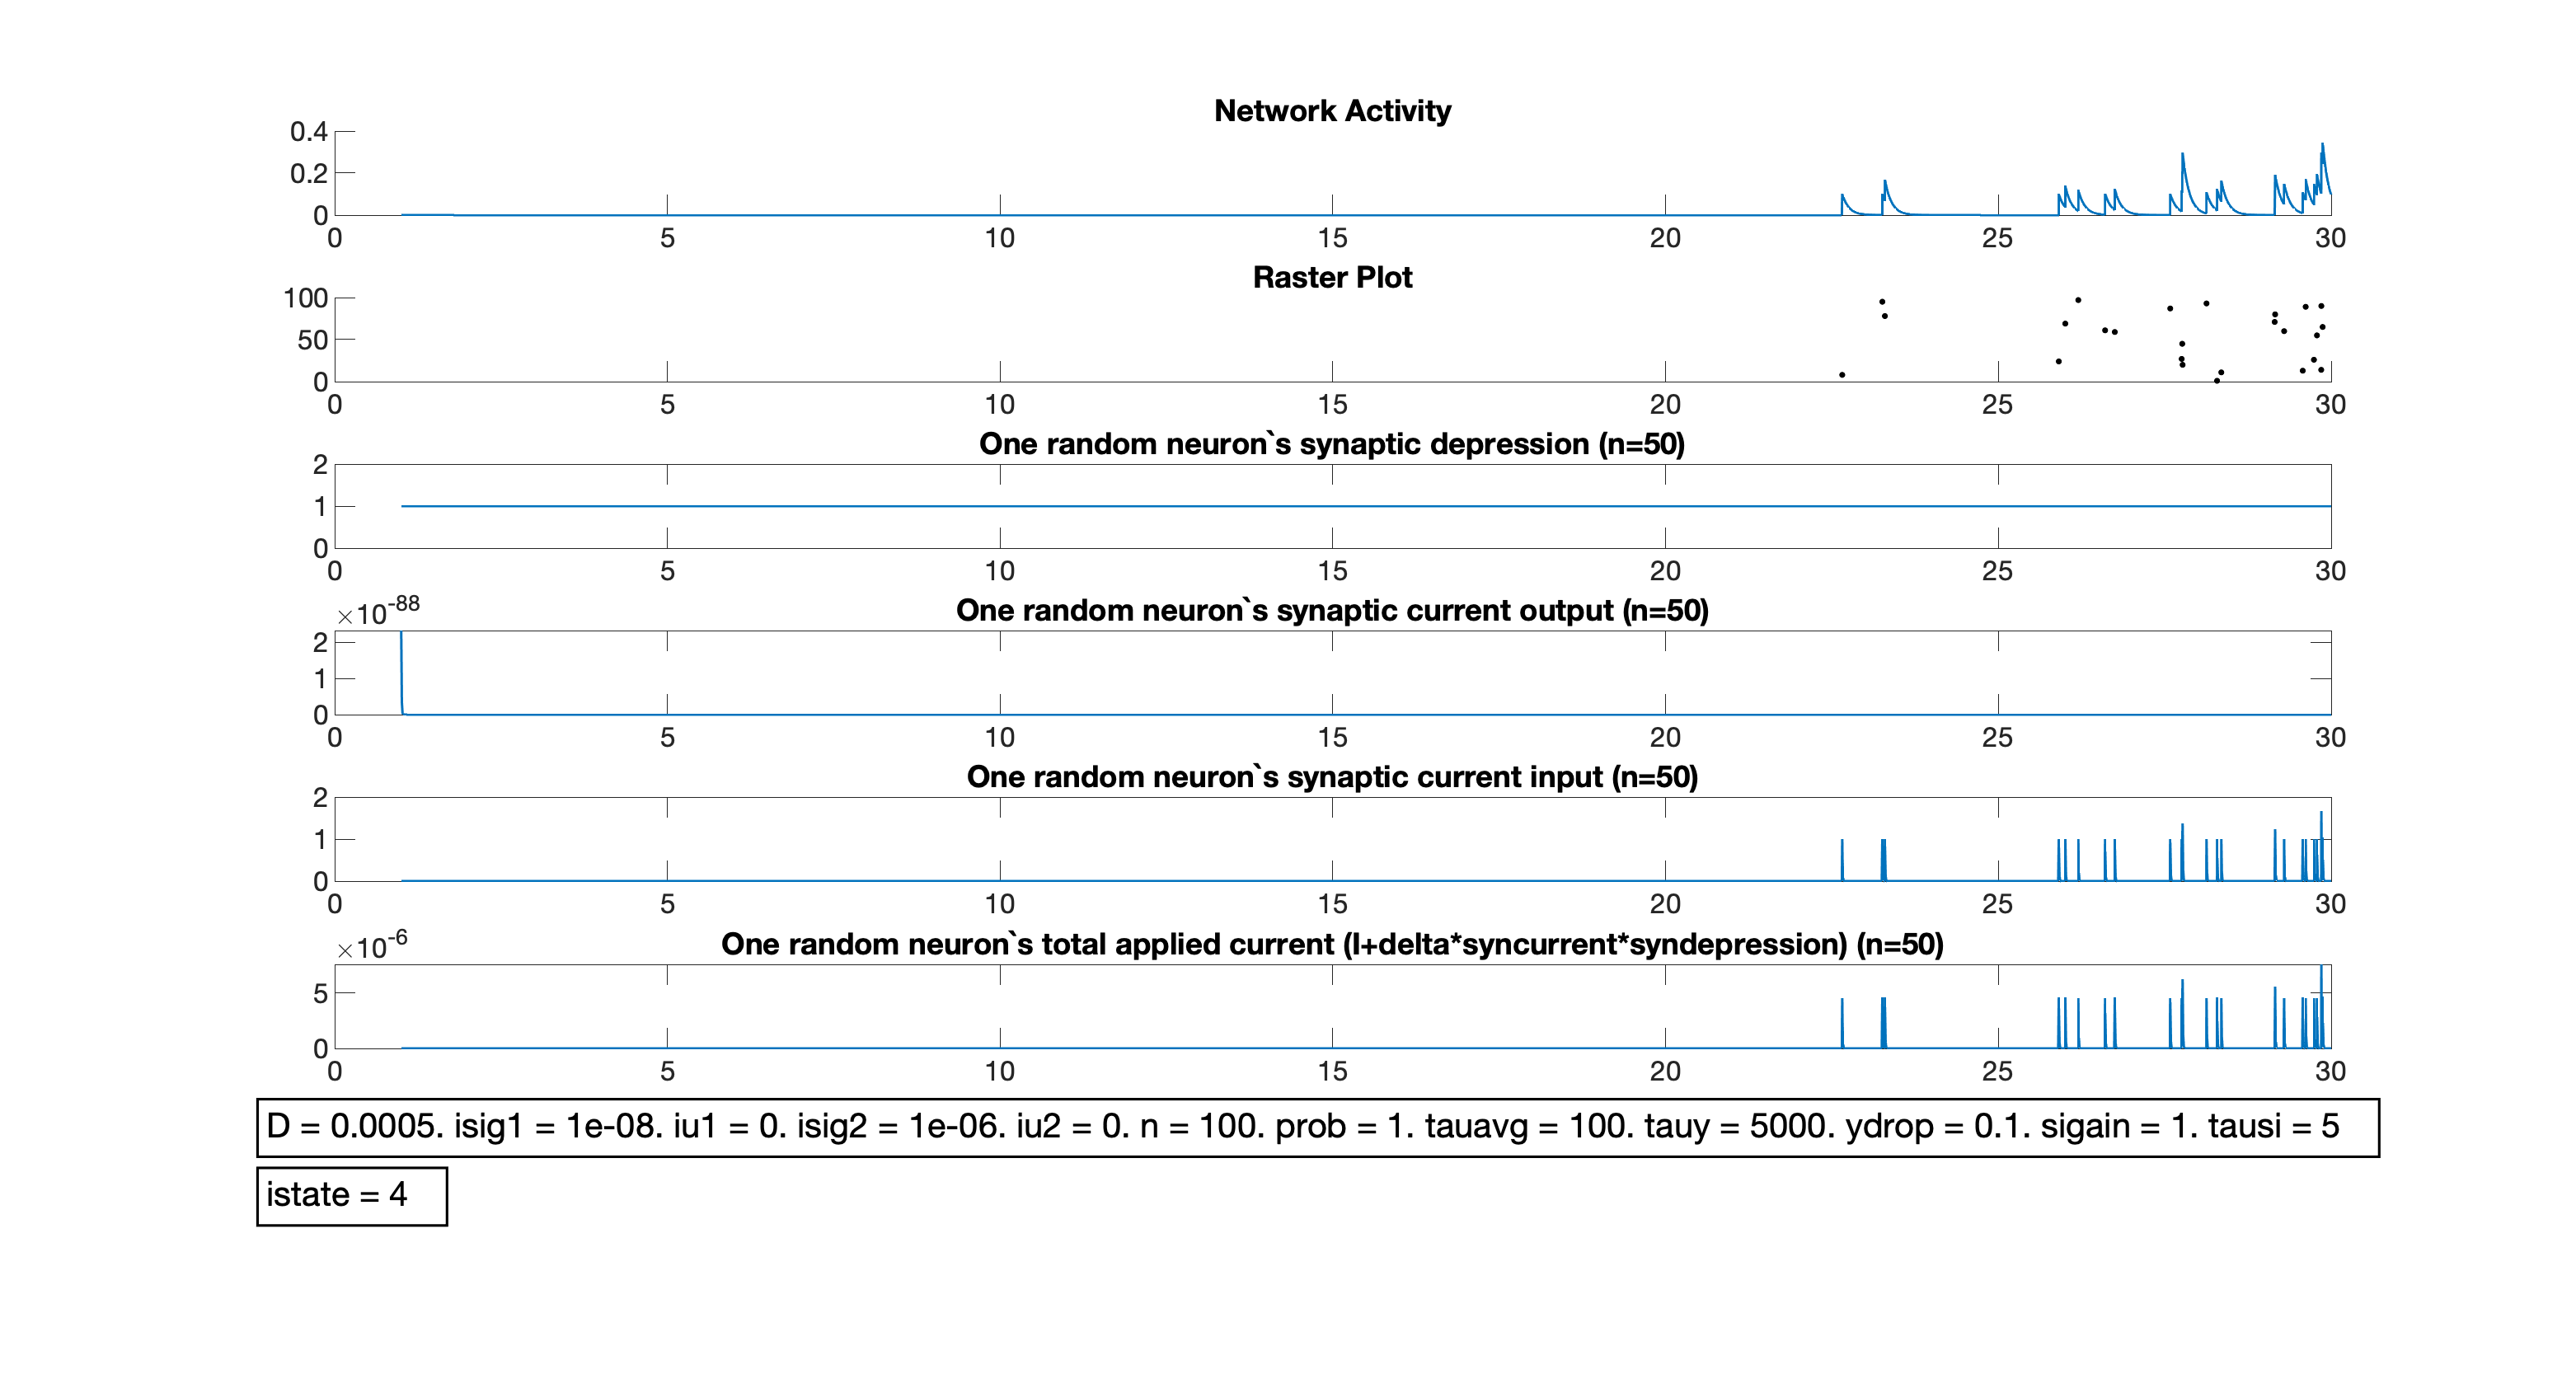 Network Activity
0.4
0.2
0
0 5 10 15 20 25 30
Raster Plot
100
50
0
0 5 10 15 20 25 30
One random neuron`s synaptic depression (n=50)
2
1
0
0 5 10 15 20 25 30
One random neuron`s synaptic current output (n=50)
×10-88
2
1
0
0 5 10 15 20 25 30
One random neuron`s synaptic current input (n=50)
2
1
0
0 5 10 15 20 25 30
One random neuron`s total applied current (I+delta*syncurrent*syndepression) (n=50)
×10-6
5
0
0 5 10 15 20 25 30
D = 0.0005. isig1 = 1e-08. iu1 = 0. isig2 = 1e-06. iu2 = 0. n = 100. prob = 1. tauavg = 100. tauy = 5000. ydrop = 0.1. sigain = 1. tausi = 5
istate = 4